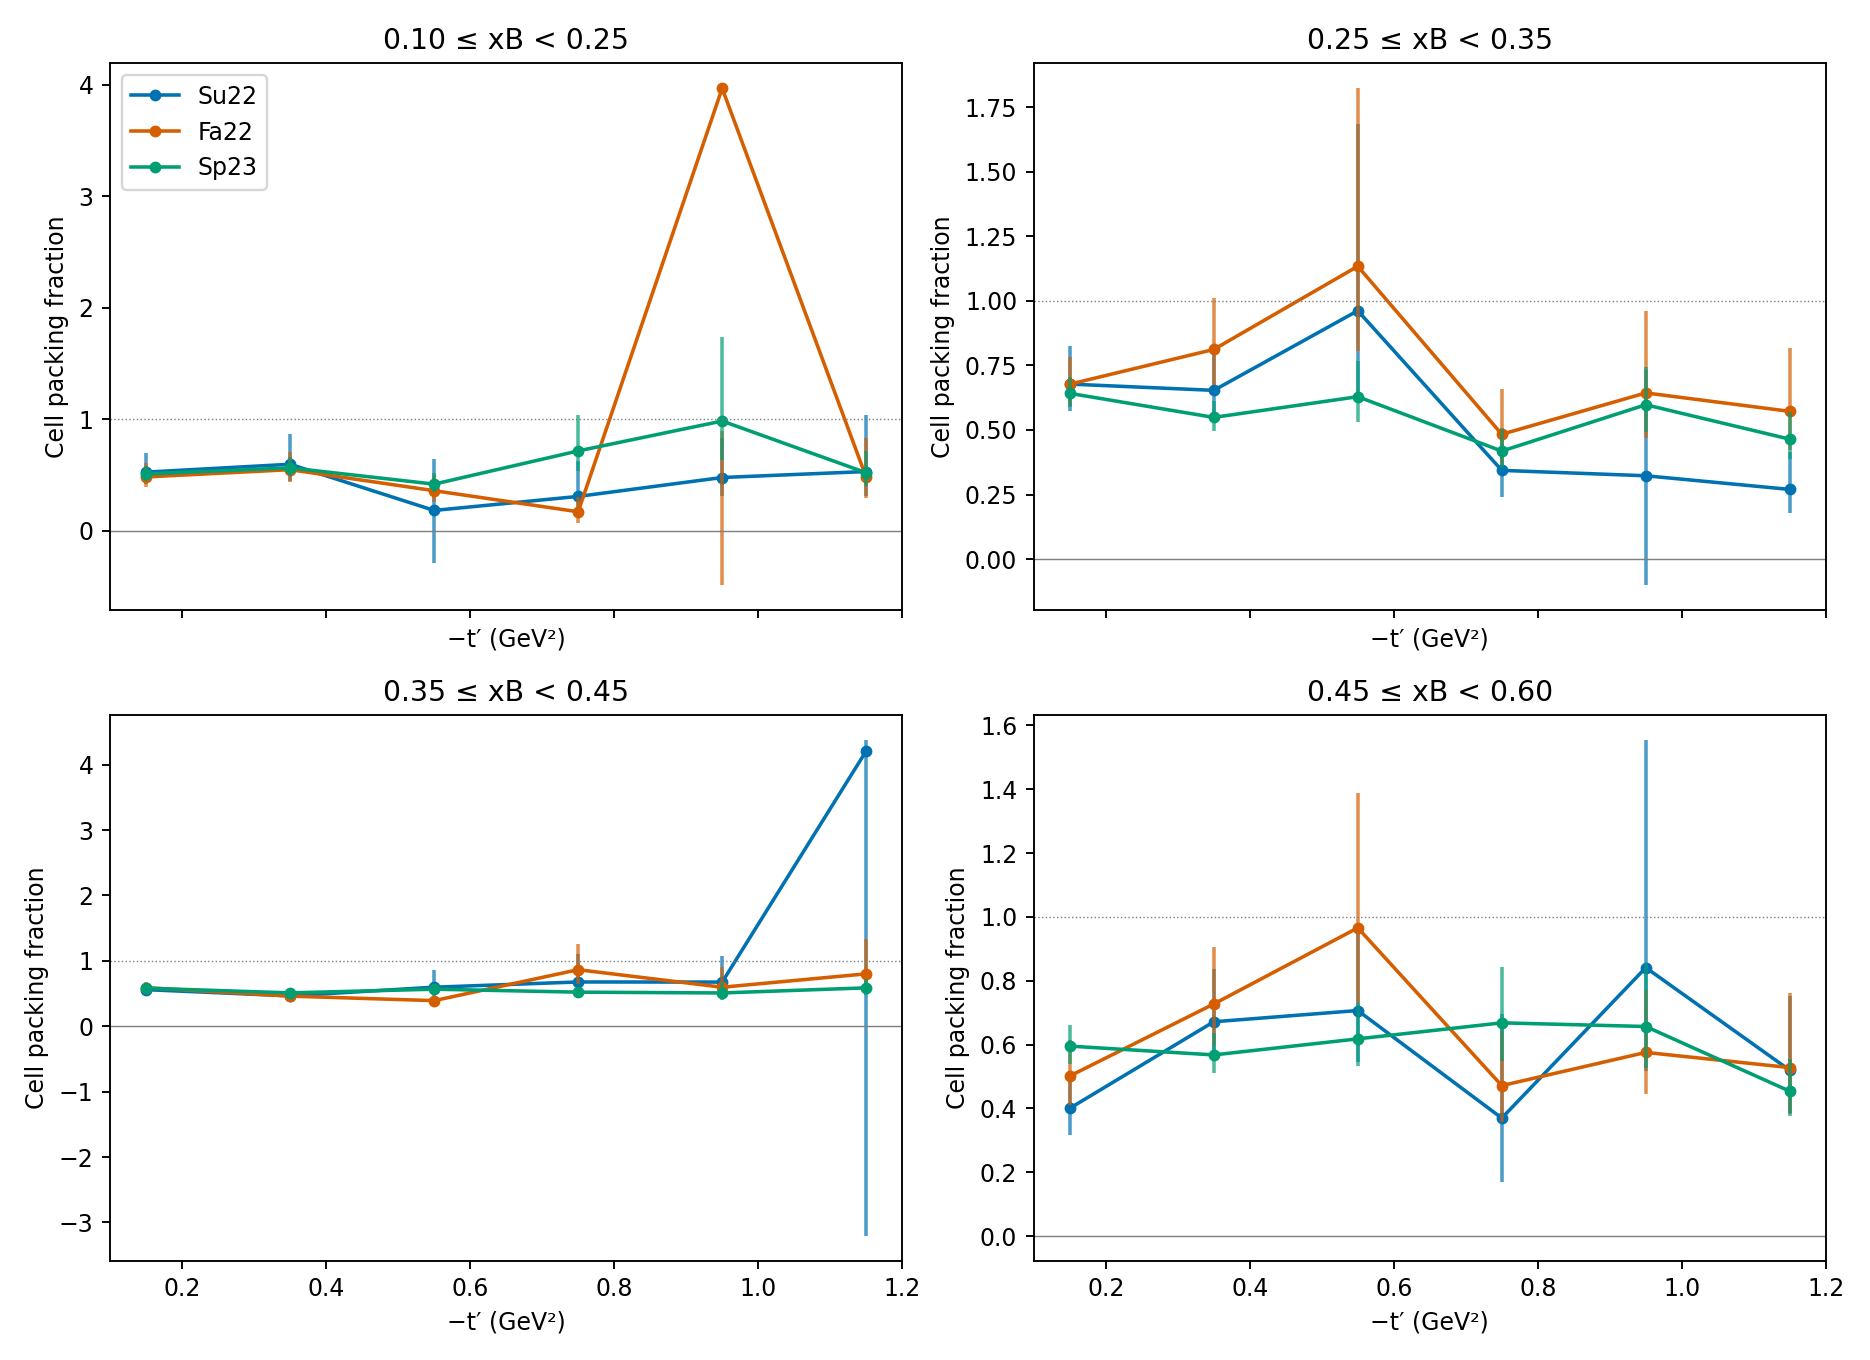 0.10 ≤ xB < 0.25
Cell packing fraction
4
3
2
1
0
Su22
Fa22
Sp23
−t′ (GeV²)
0.25 ≤ xB < 0.35
Cell packing fraction
1.75
1.50
1.25
1.00
0.75
0.50
0.25
0.00
−t′ (GeV²)
0.35 ≤ xB < 0.45
Cell packing fraction
4
3
2
1
0
−1
−2
−3
0.2 0.4 0.6 0.8 1.0 1.2
−t′ (GeV²)
0.45 ≤ xB < 0.60
Cell packing fraction
1.6
1.4
1.2
1.0
0.8
0.6
0.4
0.2
0.0
0.2 0.4 0.6 0.8 1.0 1.2
−t′ (GeV²)